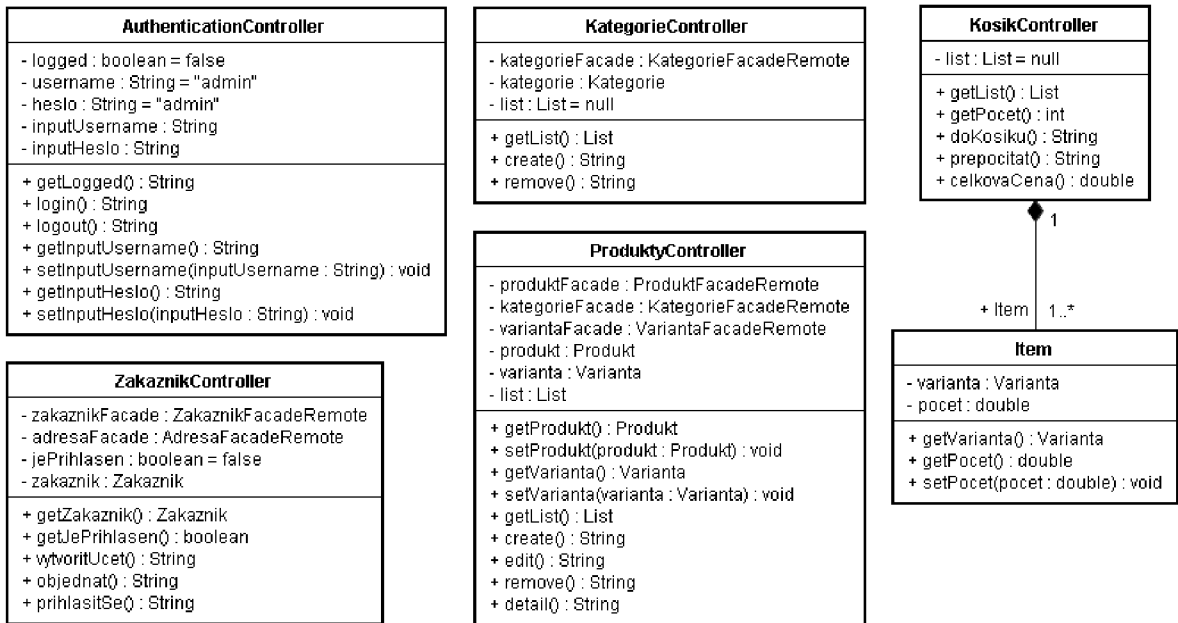 AuthenticationController
- logged : boolean = false
- username : String = "admin"
- heslo : String = "admin"
- inputUsername : String
- inputHeslo : String
+ getLogged() : String
+ login() : String
+ logout() : String
+ getInputUsername() : String
+ setInputUsername(inputUsername : String) : void
+ getInputHeslo() : String
+ setInputHeslo(inputHeslo : String) : void
ZakaznikController
- zakaznikFacade : ZakaznikFacadeRemote
- adresaFacade : AdresaFacadeRemote
- jePrihlasen : boolean = false
- zakaznik : Zakaznik
+ getZakaznik() : Zakaznik
+ getJePrihlasen() : boolean
+ vytvoritUcet() : String
+ objednat() : String
+ prihlasitSe() : String
KategorieController
- kategorieFacade : KategorieFacadeRemote
- kategorie : Kategorie
- list : List = null
+ getList() : List
+ create() : String
+ remove() : String
ProduktyController
- produktFacade : ProduktFacadeRemote
- kategorieFacade : KategorieFacadeRemote
- variantaFacade : VariantaFacadeRemote
- produkt : Produkt
- varianta : Varianta
- list : List
+ getProdukt() : Produkt
+ setProdukt(produkt : Produkt) : void
+ getVarianta() : Varianta
+ setVarianta(varianta : Varianta) : void
+ getList() : List
+ create() : String
+ edit() : String
+ remove() : String
+ detail() : String
KosikController
- list : List = null
+ getList() : List
+ getPocet() : int
+ doKosiku() : String
+ prepocitat() : String
+ celkovaCena() : double
1
+ Item 1..*
Item
- varianta : Varianta
- pocet : double
+ getVarianta() : Varianta
+ getPocet() : double
+ setPocet(pocet : double) : void